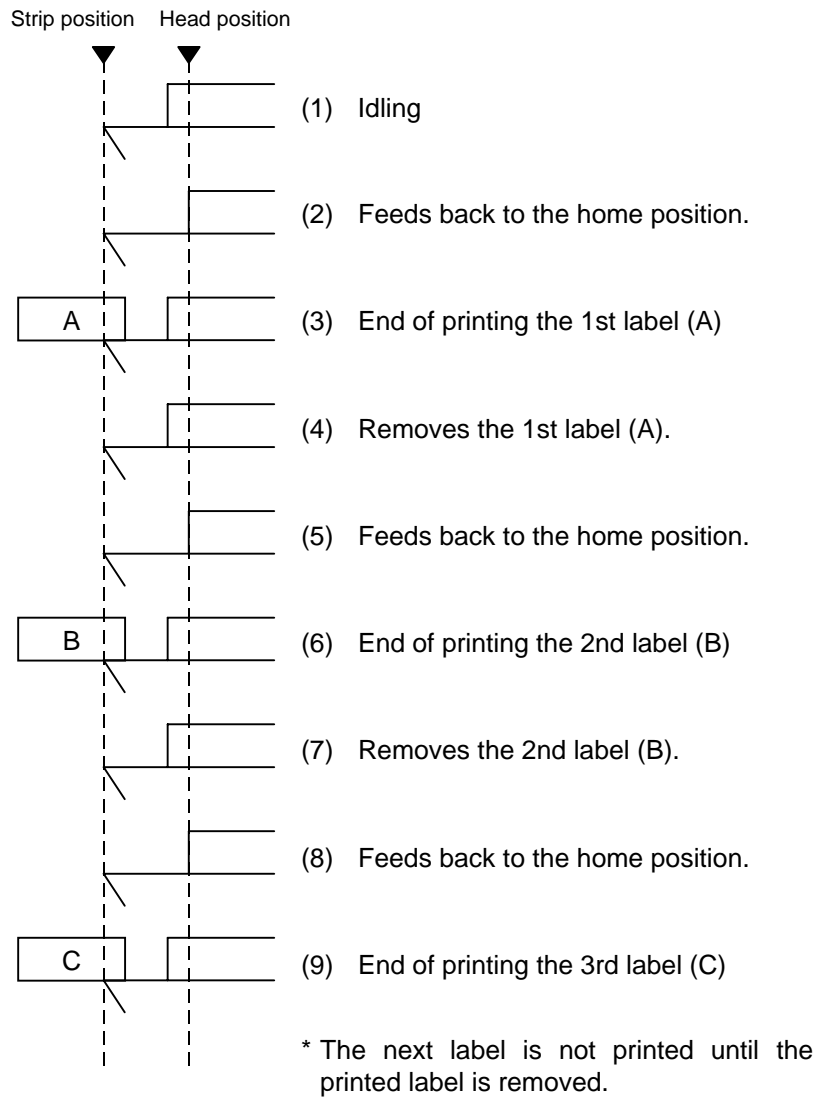 Strip position Head position
(1) Idling
(2) Feeds back to the home position.
A (3) End of printing the 1st label (A)
(4) Removes the 1st label (A).
(5) Feeds back to the home position.
B (6) End of printing the 2nd label (B)
(7) Removes the 2nd label (B).
(8) Feeds back to the home position.
C (9) End of printing the 3rd label (C)
* The next label is not printed until the
printed label is removed.